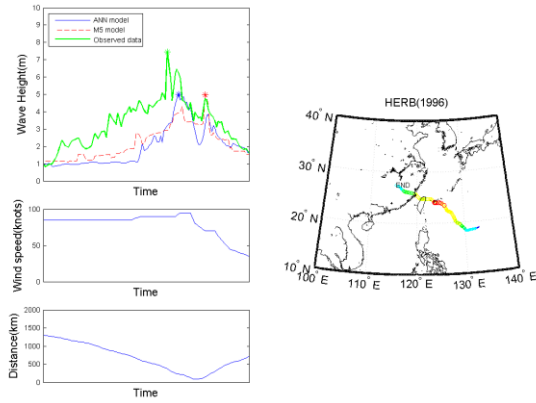 ANN model
MS model
Observed data
10
9
8
7
6
5
4
3
2
1
0
Wave Height(m)
Time
100
50
0
Wind speed(knots)
Time
2000
1500
1000
500
0
Distance(km)
Time
HERB(1996)
40° N
30° N
20° N
10° N
100° E
110° E
120° E
130° E
140° E
END